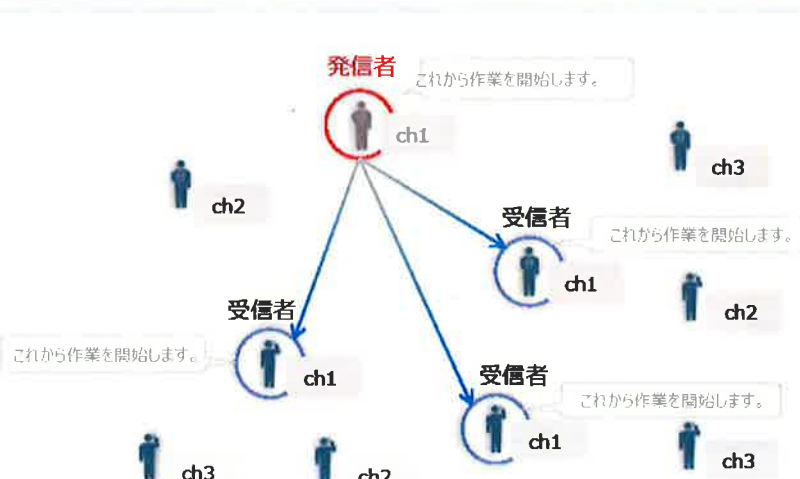 発信者
これから作業を開始します。
ch1
ch3
ch2
受信者
これから作業を開始します。
ch1
ch2
受信者
これから作業を開始します。
ch1
受信者
これから作業を開始します。
ch1
ch3
ch2
ch3